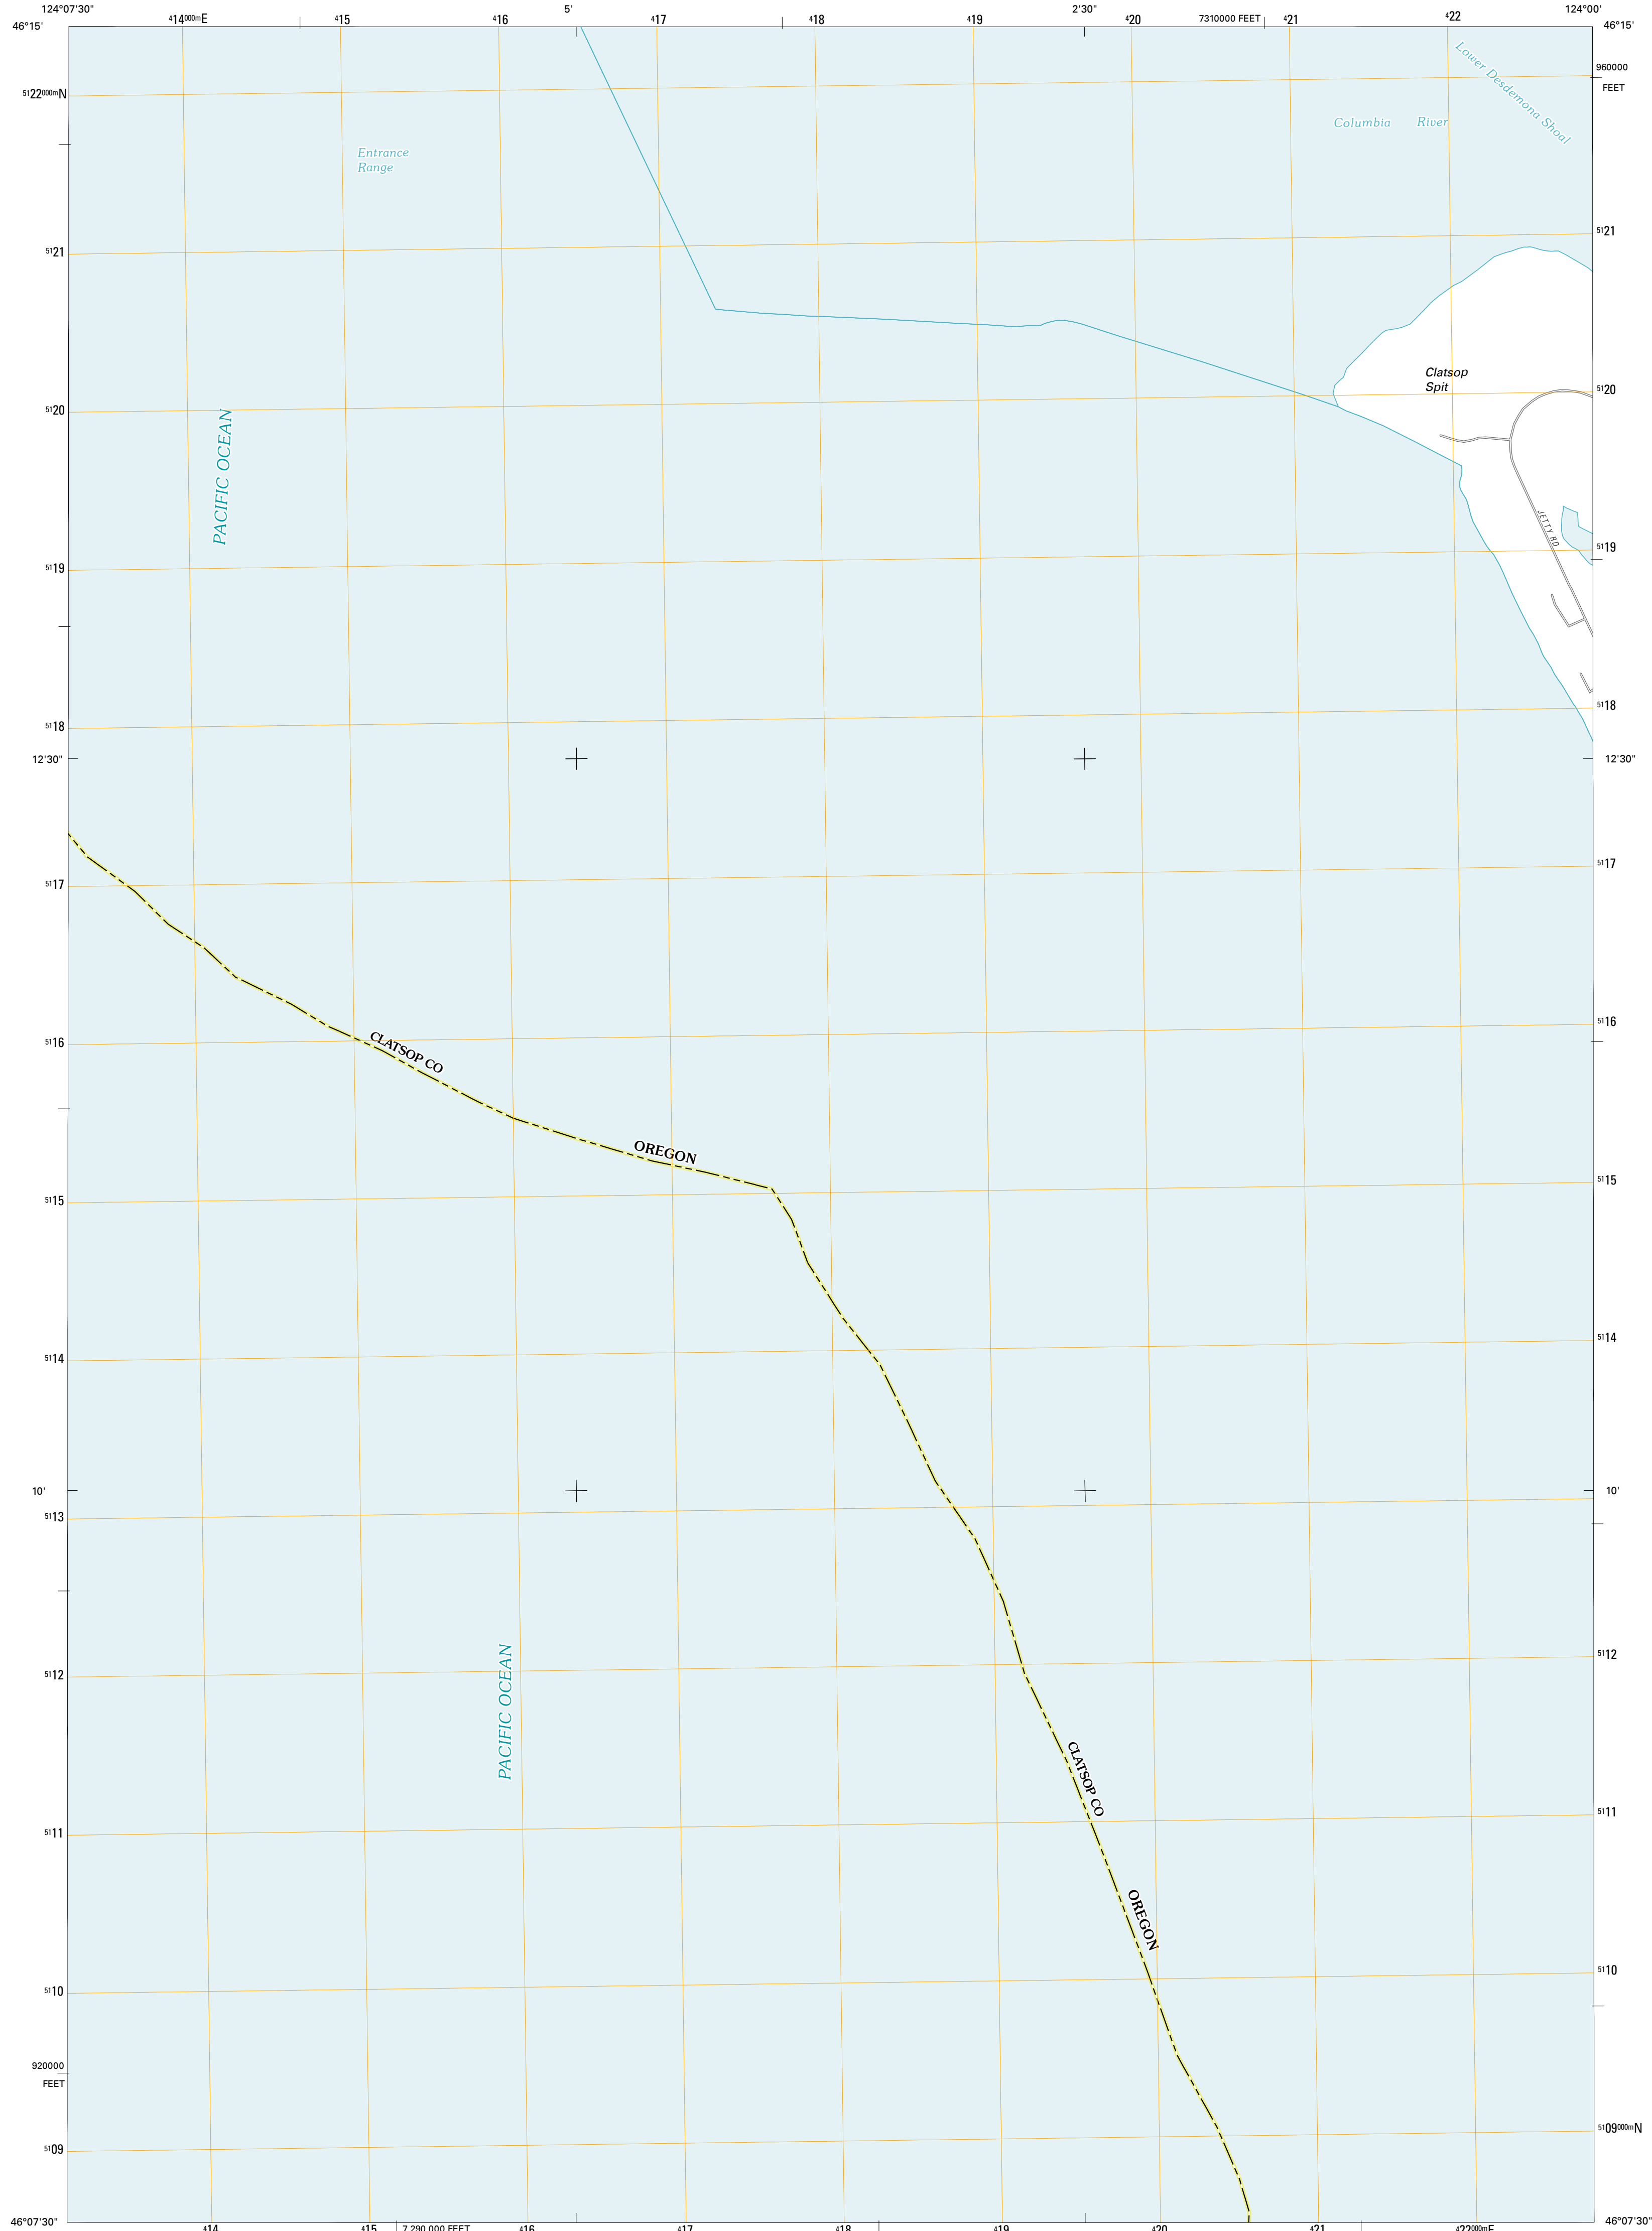 124°07'30" 5' 2'30" 124°00'
⁴14⁰⁰⁰ᵐE ⁴15 ⁴16 ⁴17 ⁴18 ⁴19 ⁴20 7310000 FEET ⁴21 ⁴22
46°15' 46°15'
Lower Desdemona Shoal
960000
FEET
⁵¹22⁰⁰⁰ᵐN
Columbia River
Entrance
Range
⁵¹21 ⁵¹21
Clatsop
Spit
⁵¹20 ⁵¹20
PACIFIC OCEAN
JETTY RD
⁵¹19 ⁵¹19
⁵¹18 ⁵¹18
12'30" 12'30"
⁵¹17 ⁵¹17
⁵¹16 ⁵¹16
CLATSOP CO
OREGON
⁵¹15 ⁵¹15
⁵¹14 ⁵¹14
10' 10'
⁵¹13
⁵¹12 ⁵¹12
PACIFIC OCEAN
CLATSOP CO
⁵¹11 ⁵¹11
OREGON
⁵¹10 ⁵¹10
920000
FEET
⁵¹09 ⁵¹09⁰⁰⁰ᵐN
46°07'30" 46°07'30"
⁴14 ⁴15 7 290 000 FEET ⁴16 ⁴17 ⁴18 ⁴19 ⁴20 ⁴21 ⁴22⁰⁰⁰ᵐE